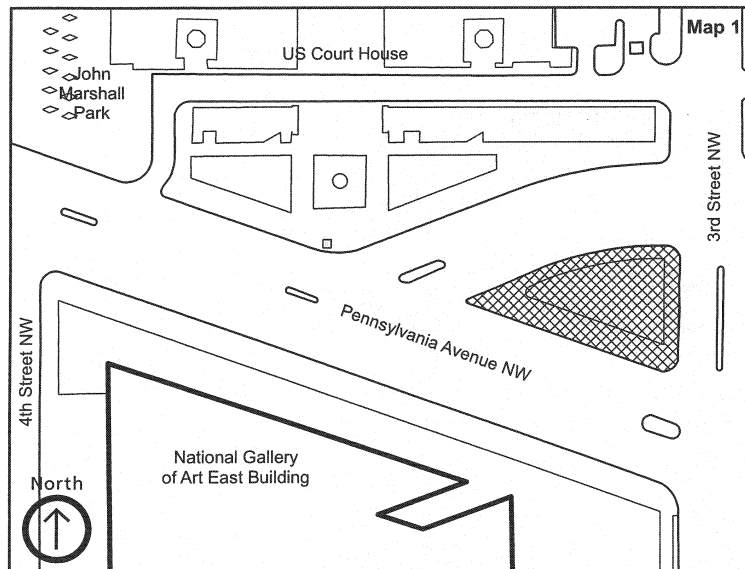 Map 1
US Court House
John
Marshall
Park
3rd Street NW
Pennsylvania Avenue NW
4th Street NW
National Gallery
of Art East Building
North